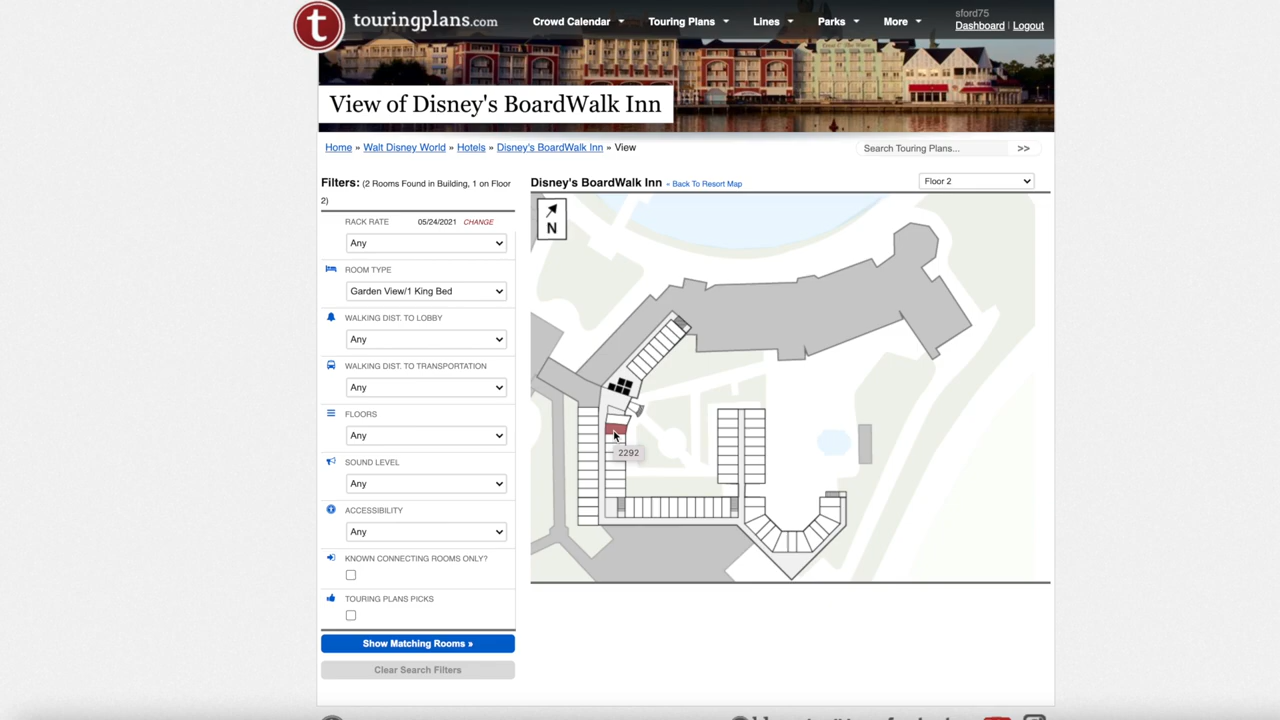 t touringplans.com
Crowd Calendar Touring Plans Lines Parks More
sford75
Dashboard | Logout
View of Disney's BoardWalk Inn
Home » Walt Disney World » Hotels » Disney's BoardWalk Inn » View
Search Touring Plans... >>
Filters: (2 Rooms Found in Building, 1 on Floor
2)
Disney's BoardWalk Inn « Back To Resort Map
Floor 2
RACK RATE 05/24/2021 CHANGE
Any
N
ROOM TYPE
Garden View/1 King Bed
WALKING DIST. TO LOBBY
Any
WALKING DIST. TO TRANSPORTATION
Any
FLOORS
Any
2292
SOUND LEVEL
Any
ACCESSIBILITY
Any
KNOWN CONNECTING ROOMS ONLY?
TOURING PLANS PICKS
Show Matching Rooms »
Clear Search Filters